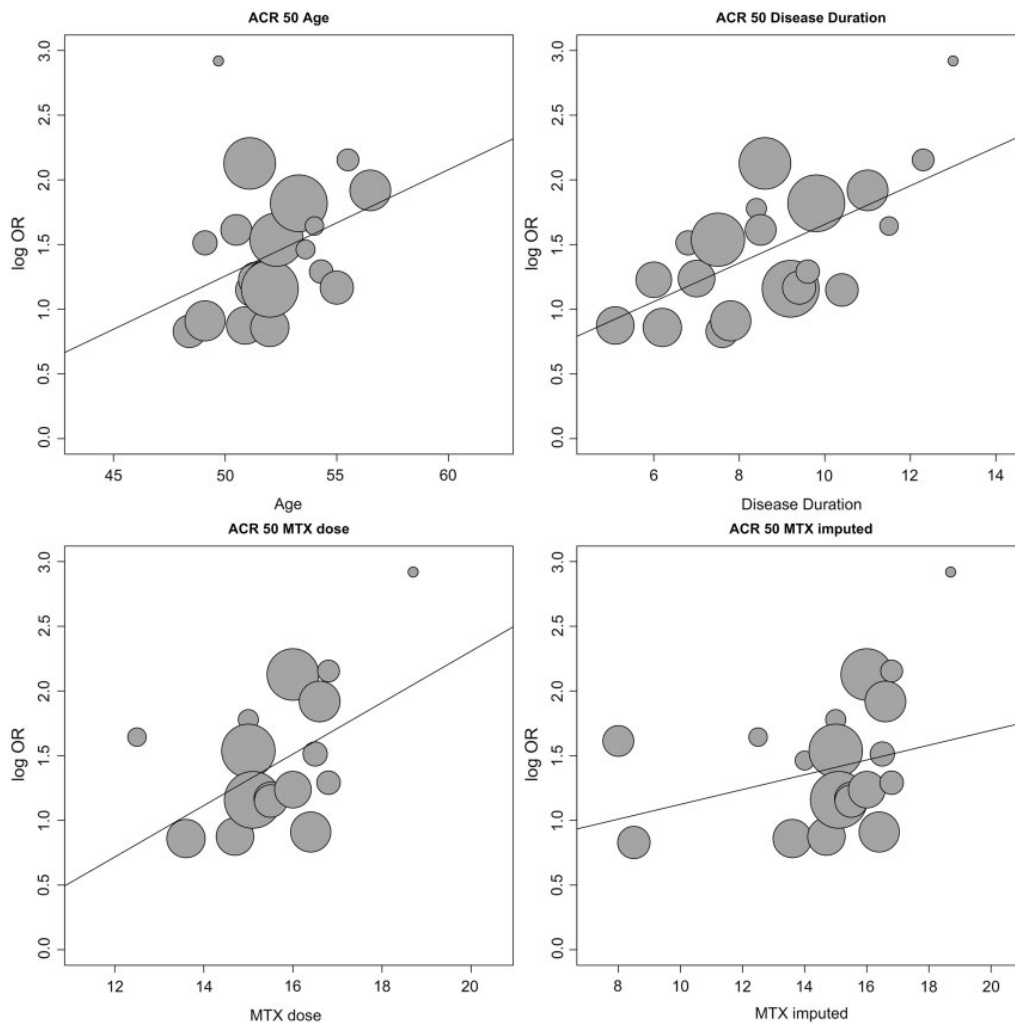 ACR 50 Age
3.0
2.5
2.0
1.5
1.0
0.5
0.0
log OR
45 50 55 60
Age
ACR 50 Disease Duration
3.0
2.5
2.0
1.5
1.0
0.5
0.0
log OR
6 8 10 12 14
Disease Duration
ACR 50 MTX dose
3.0
2.5
2.0
1.5
1.0
0.5
0.0
log OR
12 14 16 18 20
MTX dose
ACR 50 MTX imputed
3.0
2.5
2.0
1.5
1.0
0.5
0.0
log OR
8 10 12 14 16 18 20
MTX imputed